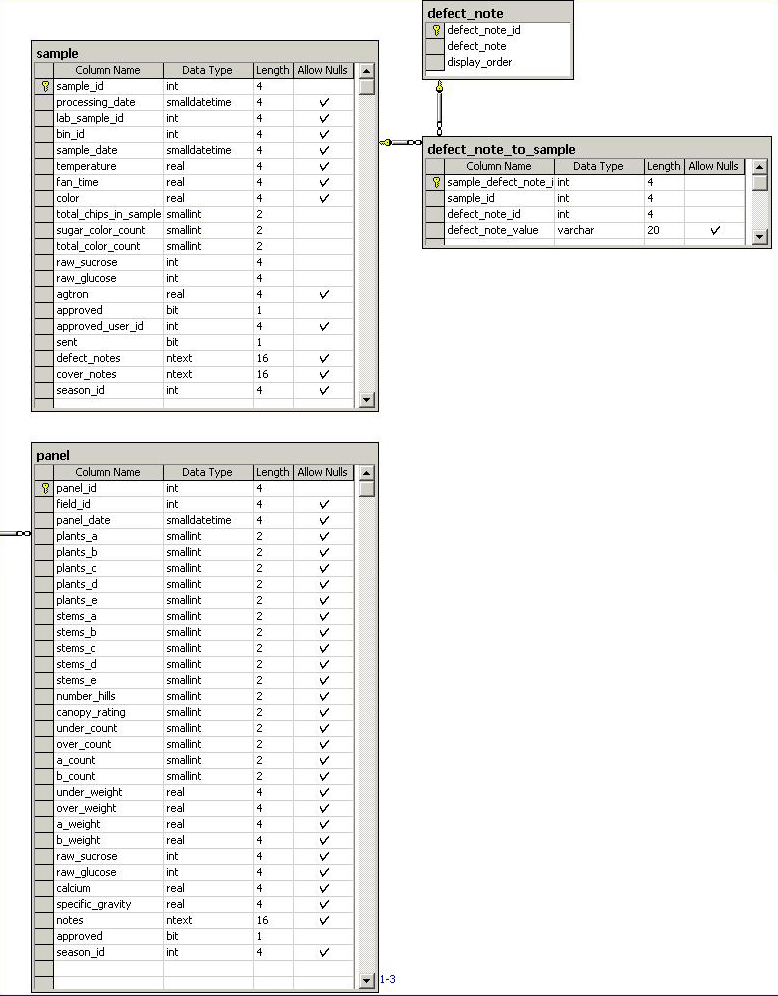 defect_note
defect_note_id
defect_note
display_order
sample
Column Name Data Type Length Allow Nulls
sample_id int 4
processing_date smalldatetime 4 ✓
lab_sample_id int 4 ✓
bin_id int 4 ✓
sample_date smalldatetime 4 ✓
temperature real 4 ✓
fan_time real 4 ✓
color real 4 ✓
total_chips_in_sample smallint 2
sugar_color_count smallint 2
total_color_count smallint 2
raw_sucrose int 4
raw_glucose int 4
agtron real 4 ✓
approved bit 1
approved_user_id int 4 ✓
sent bit 1
defect_notes ntext 16 ✓
cover_notes ntext 16 ✓
season_id int 4 ✓
defect_note_to_sample
Column Name Data Type Length Allow Nulls
sample_defect_note_i int 4
sample_id int 4
defect_note_id int 4
defect_note_value varchar 20 ✓
panel
Column Name Data Type Length Allow Nulls
panel_id int 4
field_id int 4 ✓
panel_date smalldatetime 4 ✓
plants_a smallint 2 ✓
plants_b smallint 2 ✓
plants_c smallint 2 ✓
plants_d smallint 2 ✓
plants_e smallint 2 ✓
stems_a smallint 2 ✓
stems_b smallint 2 ✓
stems_c smallint 2 ✓
stems_d smallint 2 ✓
stems_e smallint 2 ✓
number_hills smallint 2 ✓
canopy_rating smallint 2 ✓
under_count smallint 2 ✓
over_count smallint 2 ✓
a_count smallint 2 ✓
b_count smallint 2 ✓
under_weight real 4 ✓
over_weight real 4 ✓
a_weight real 4 ✓
b_weight real 4 ✓
raw_sucrose int 4 ✓
raw_glucose int 4 ✓
calcium real 4 ✓
specific_gravity real 4 ✓
notes ntext 16 ✓
approved bit 1
season_id int 4 ✓
1-3